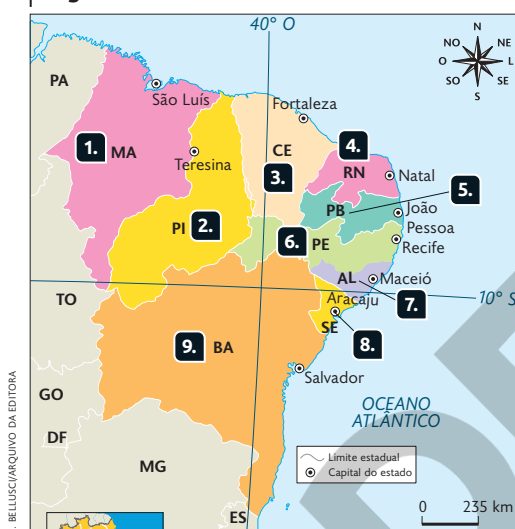 40° O
N
NO
NE
O
L
SO
SE
S
PA
São Luís
Fortaleza
1.
MA
Teresina
CE
3.
4.
RN
Natal
5.
PB
João
Pessoa
PI
2.
6.
PE
Recife
AL
Maceió
TO
10° S
7.
Aracaju
SE
8.
9.
BA
Salvador
GO
OCEANO
ATLÂNTICO
DF
MG
Limite estadual
Capital do estado
ES
0
235 km
BELLUSCI/ARQUIVO DA EDITORA